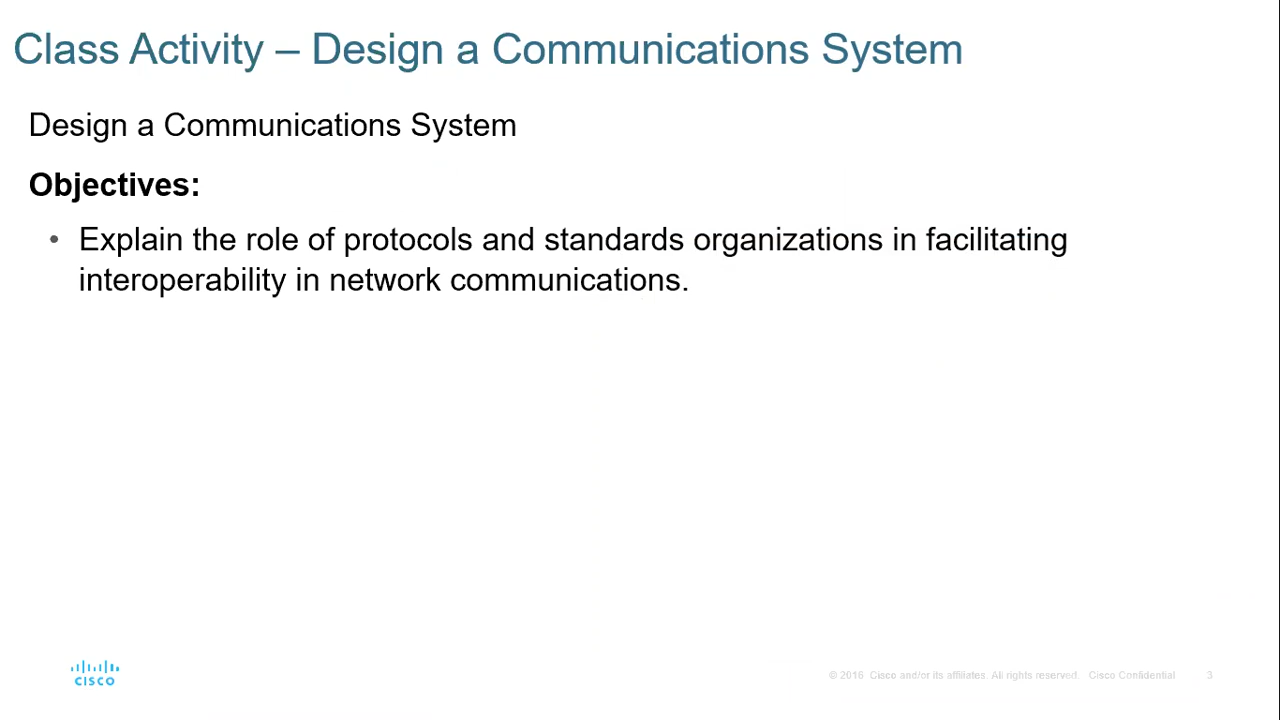 Class Activity – Design a Communications System
Design a Communications System
Objectives:
• Explain the role of protocols and standards organizations in facilitating
interoperability in network communications.
CISCO
© 2016 Cisco and/or its affiliates. All rights reserved. Cisco Confidential 3